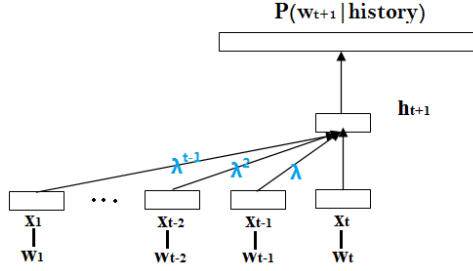 P(wt+1|history)
ht+1
λt-1 λ2 λ
x1 ... xt-2 xt-1 xt
w1 wt-2 wt-1 wt